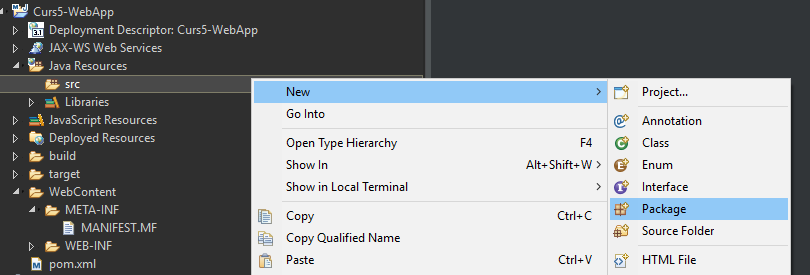 Curs5-WebApp
Deployment Descriptor: Curs5-WebApp
3.1
JAX-WS Web Services
Java Resources
src
Libraries
JavaScript Resources
Deployed Resources
build
target
WebContent
META-INF
MANIFEST.MF
WEB-INF
pom.xml
New
Go Into
Open Type Hierarchy F4
Show In Alt+Shift+W
Show in Local Terminal
Copy Ctrl+C
Copy Qualified Name
Paste Ctrl+V
Project...
Annotation
Class
Enum
Interface
Package
Source Folder
HTML File